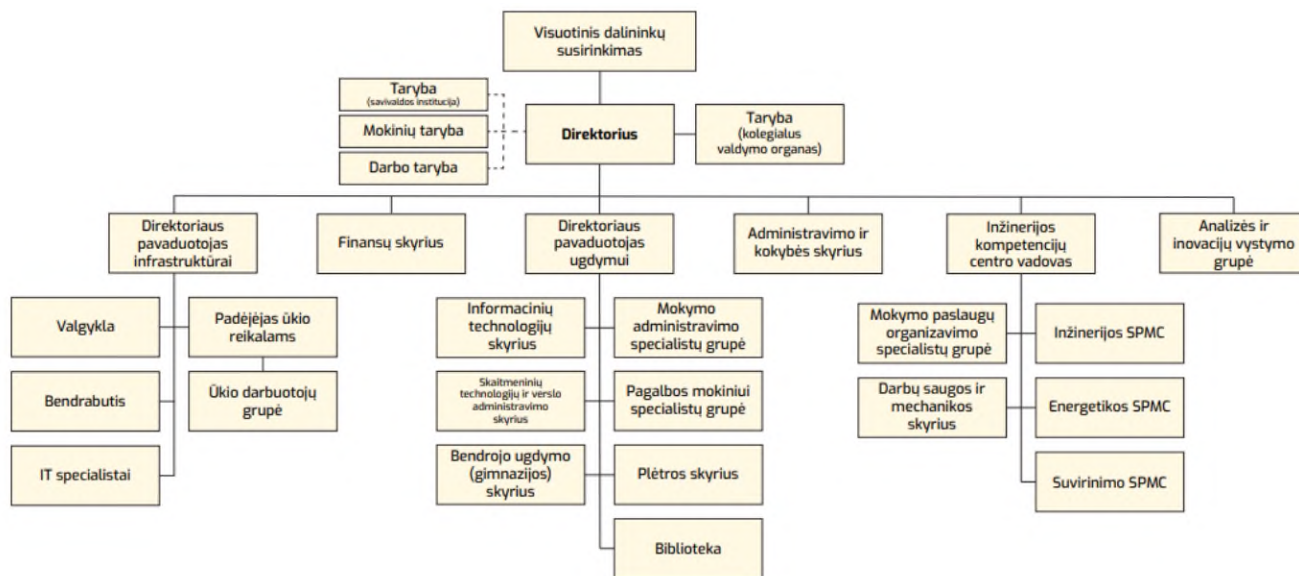 Visuotinis dalininkų
susirinkimas
Taryba
(savivaldos institucija)
Mokinių taryba
Darbo taryba
Direktorius
Taryba
(kolegialus
valdymo organas)
Direktoriaus
pavaduotojas
infrastruktūrai
Finansų skyrius
Direktoriaus
pavaduotojas
ugdymui
Administravimo ir
kokybės skyrius
Inžinerijos
kompetencijų
centro vadovas
Analizės ir
inovacijų vystymo
grupė
Valgykla
Padėjėjas ūkio
reikalams
Bendrabutis
Ūkio darbuotojų
grupė
IT specialistai
Informacinių
technologijų
skyrius
Mokymo
administravimo
specialistų grupė
Skaitmeninių
technologijų ir verslo
administravimo
skyrius
Pagalbos mokiniui
specialistų grupė
Bendrojo ugdymo
(gimnazijos)
skyrius
Plėtros skyrius
Biblioteka
Mokymo paslaugų
organizavimo
specialistų grupė
Inžinerijos SPMC
Darbų saugos ir
mechanikos
skyrius
Energetikos SPMC
Suvirinimo SPMC